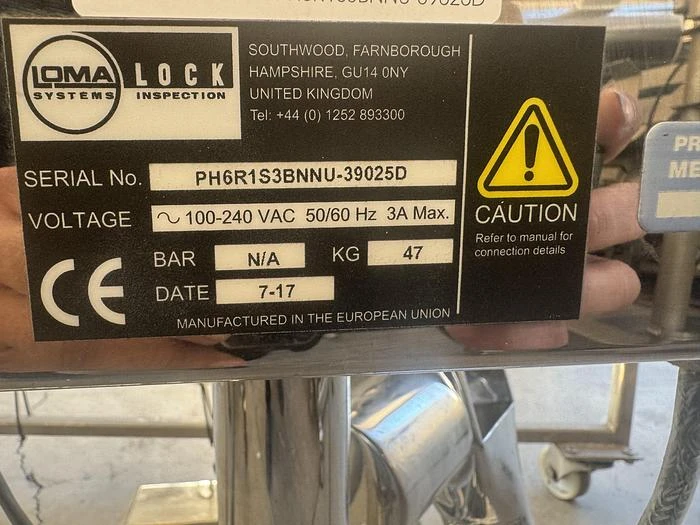 LOMA
SYSTEMS
LOCK
INSPECTION
SOUTHWOOD, FARNBOROUGH
HAMPSHIRE, GU14 0NY
UNITED KINGDOM
Tel: +44 (0) 1252 893300
SERIAL No. PH6R1S3BNNU-39025D
VOLTAGE ~ 100-240 VAC 50/60 Hz 3A Max.
CE
BAR N/A KG 47
DATE 7-17
MANUFACTURED IN THE EUROPEAN UNION
!
CAUTION
Refer to manual for
connection details
PR
ME